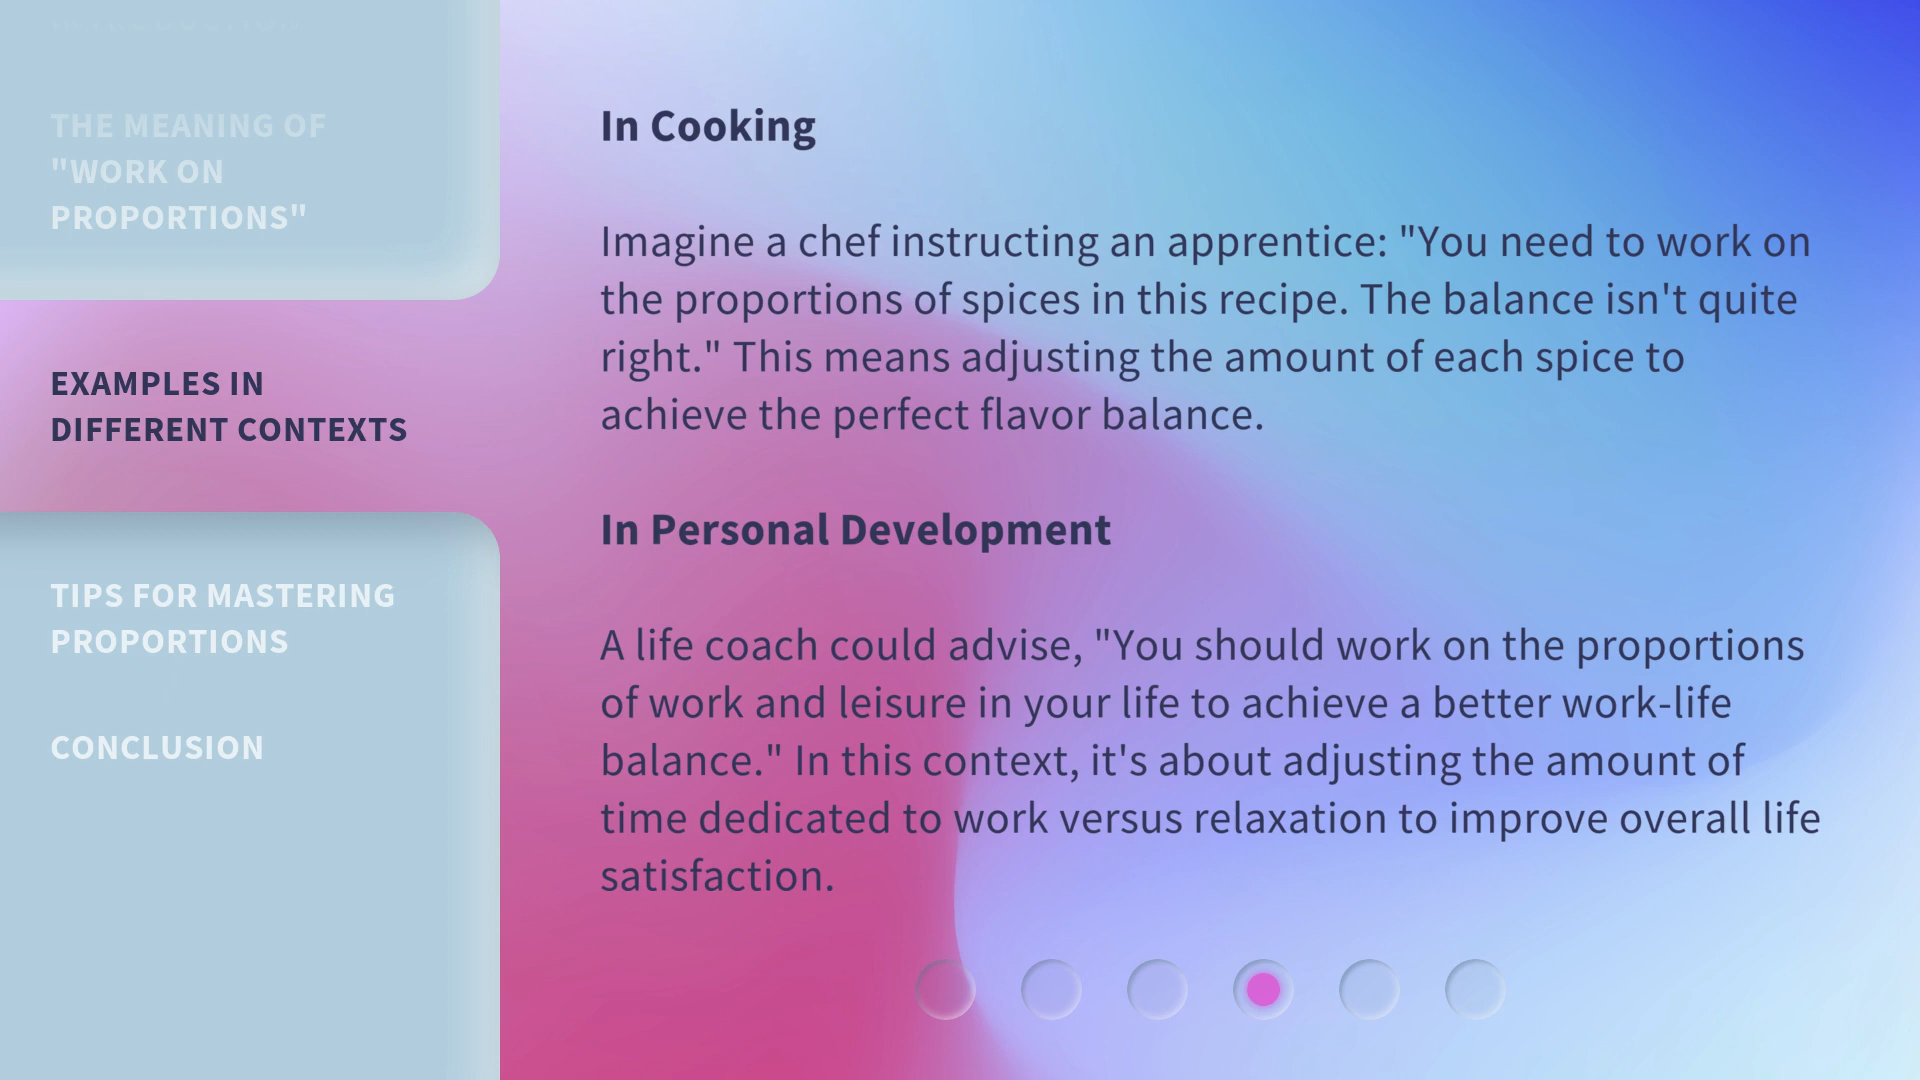 THE MEANING OF
"WORK ON
PROPORTIONS"
EXAMPLES IN
DIFFERENT CONTEXTS
TIPS FOR MASTERING
PROPORTIONS
CONCLUSION
In Cooking
Imagine a chef instructing an apprentice: "You need to work on
the proportions of spices in this recipe. The balance isn't quite
right." This means adjusting the amount of each spice to
achieve the perfect flavor balance.
In Personal Development
A life coach could advise, "You should work on the proportions
of work and leisure in your life to achieve a better work-life
balance." In this context, it's about adjusting the amount of
time dedicated to work versus relaxation to improve overall life
satisfaction.